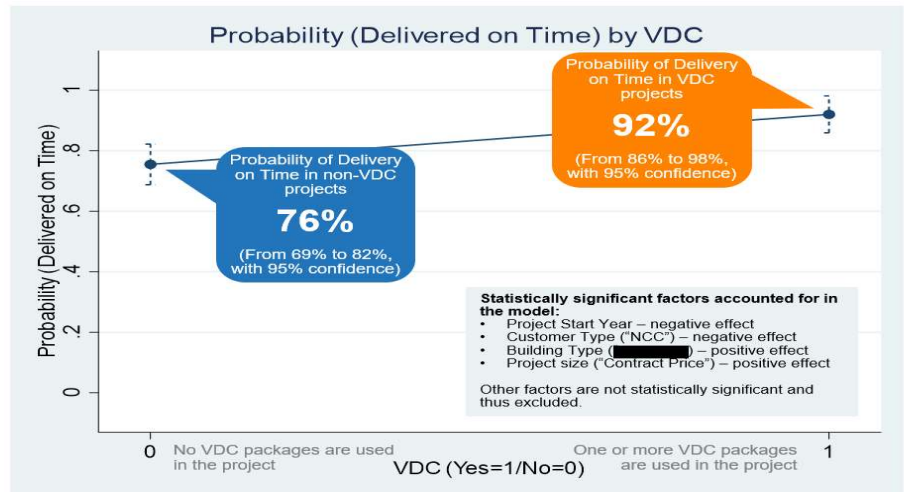 Probability (Delivered on Time) by VDC
Probability (Delivered on Time)
1
.8
.6
.4
.2
0
Probability of Delivery
on Time in non-VDC
projects
76%
(From 69% to 82%,
with 95% confidence)
Probability of Delivery
on Time in VDC
projects
92%
(From 86% to 98%,
with 95% confidence)
Statistically significant factors accounted for in
the model:
• Project Start Year – negative effect
• Customer Type ("NCC") – negative effect
• Building Type ( ) – positive effect
• Project size ("Contract Price") – positive effect
Other factors are not statistically significant and
thus excluded.
0
No VDC packages are used
in the project
VDC (Yes=1/No=0)
One or more VDC packages
are used in the project
1